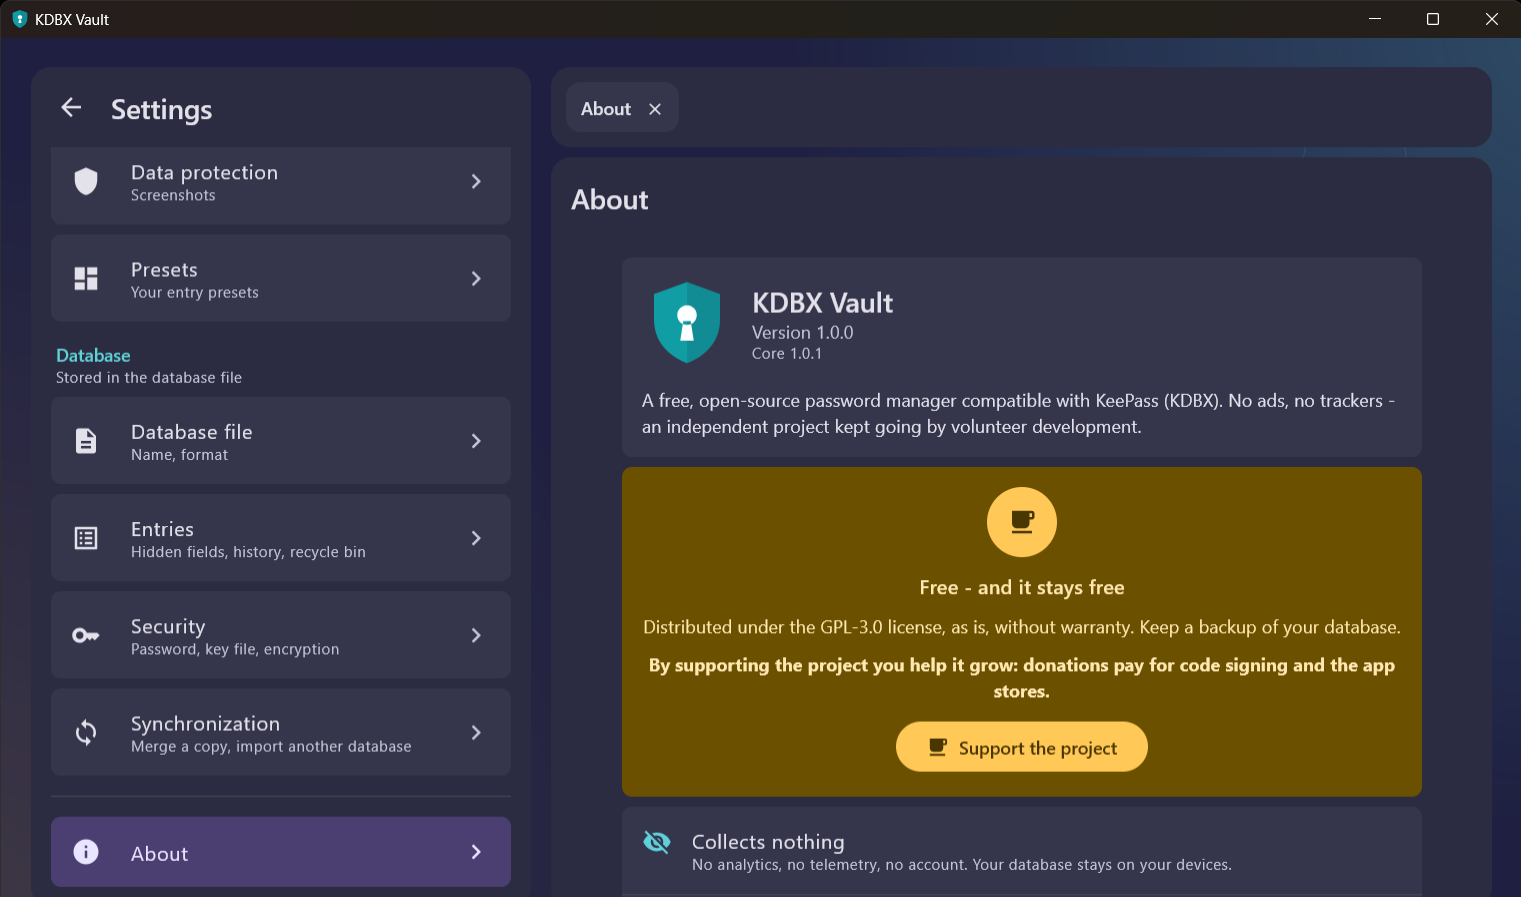 KDBX Vault
Settings
Data protection
Screenshots
Presets
Your entry presets
Database
Stored in the database file
Database file
Name, format
Entries
Hidden fields, history, recycle bin
Security
Password, key file, encryption
Synchronization
Merge a copy, import another database
About
About
About
KDBX Vault
Version 1.0.0
Core 1.0.1
A free, open-source password manager compatible with KeePass (KDBX). No ads, no trackers -
an independent project kept going by volunteer development.
Free - and it stays free
Distributed under the GPL-3.0 license, as is, without warranty. Keep a backup of your database.
By supporting the project you help it grow: donations pay for code signing and the app
stores.
Support the project
Collects nothing
No analytics, no telemetry, no account. Your database stays on your devices.